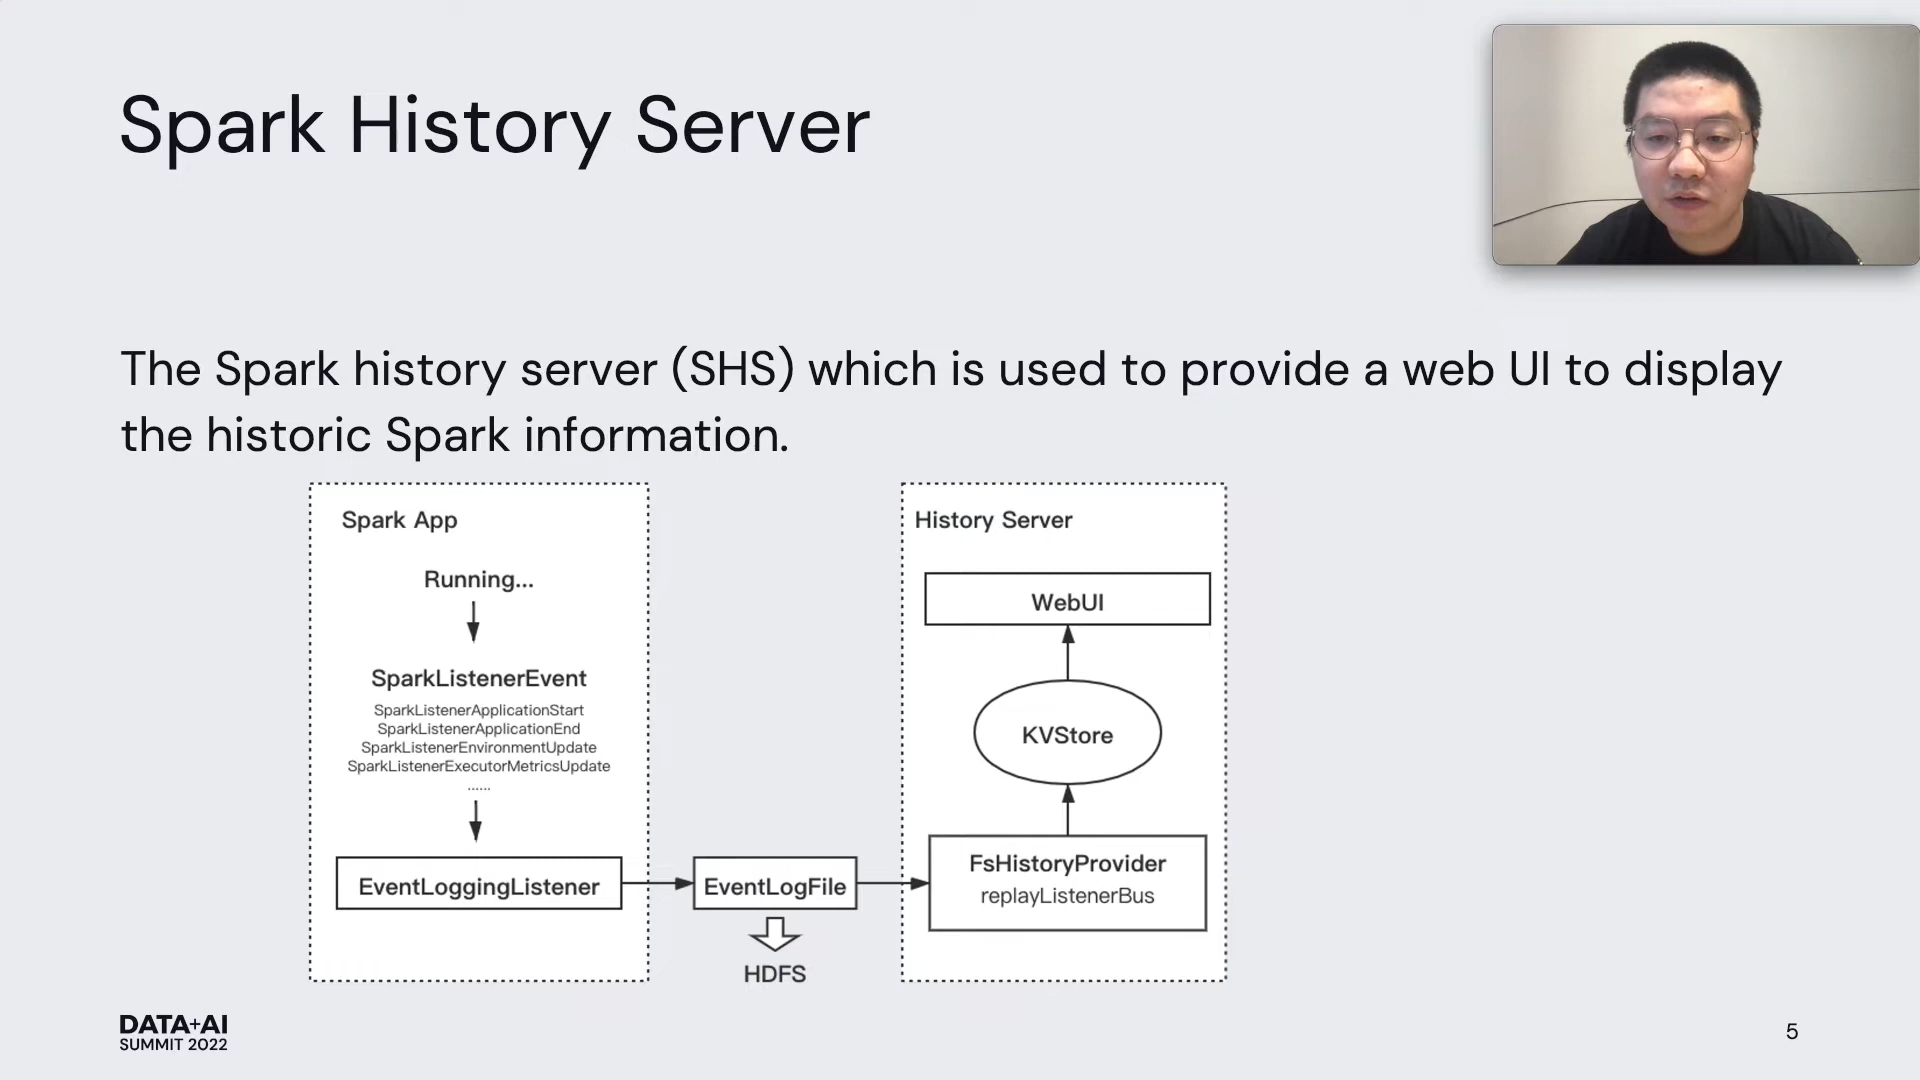 Spark History Server
The Spark history server (SHS) which is used to provide a web UI to display
the historic Spark information.
Spark App
Running...
SparkListenerEvent
SparkListenerApplicationStart
SparkListenerApplicationEnd
SparkListenerEnvironmentUpdate
SparkListenerExecutorMetricsUpdate
......
EventLoggingListener
EventLogFile
HDFS
History Server
WebUI
KVStore
FsHistoryProvider
replayListenerBus
DATA+AI
SUMMIT 2022
5